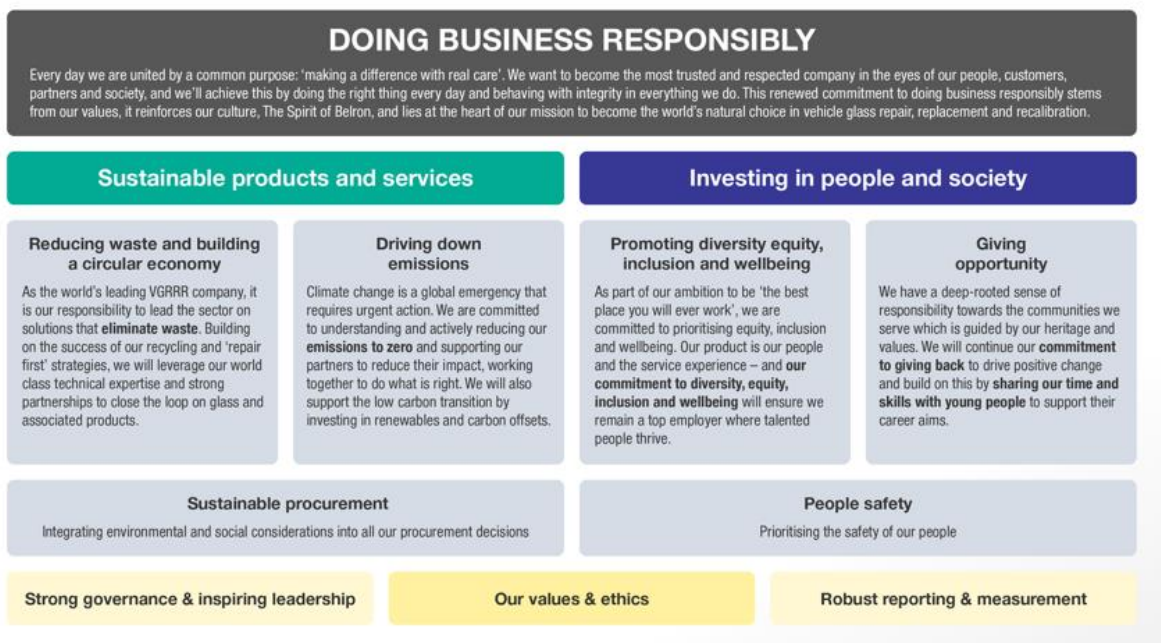 DOING BUSINESS RESPONSIBLY
Every day we are united by a common purpose: ‘making a difference with real care’. We want to become the most trusted and respected company in the eyes of our people, customers,
partners and society, and we’ll achieve this by doing the right thing every day and behaving with integrity in everything we do. This renewed commitment to doing business responsibly stems
from our values, it reinforces our culture, The Spirit of Belron, and lies at the heart of our mission to become the world’s natural choice in vehicle glass repair, replacement and recalibration.
Sustainable products and services
Reducing waste and building
a circular economy
As the world’s leading VGRRR company, it
is our responsibility to lead the sector on
solutions that eliminate waste. Building
on the success of our recycling and ‘repair
first’ strategies, we will leverage our world
class technical expertise and strong
partnerships to close the loop on glass and
associated products.
Driving down
emissions
Climate change is a global emergency that
requires urgent action. We are committed
to understanding and actively reducing our
emissions to zero and supporting our
partners to reduce their impact, working
together to do what is right. We will also
support the low carbon transition by
investing in renewables and carbon offsets.
Sustainable procurement
Integrating environmental and social considerations into all our procurement decisions
Investing in people and society
Promoting diversity equity,
inclusion and wellbeing
As part of our ambition to be ‘the best
place you will ever work’, we are
committed to prioritising equity, inclusion
and wellbeing. Our product is our people
and the service experience – and our
commitment to diversity, equity,
inclusion and wellbeing will ensure we
remain a top employer where talented
people thrive.
Giving
opportunity
We have a deep-rooted sense of
responsibility towards the communities we
serve which is guided by our heritage and
values. We will continue our commitment
to giving back to drive positive change
and build on this by sharing our time and
skills with young people to support their
career aims.
People safety
Prioritising the safety of our people
Strong governance & inspiring leadership
Our values & ethics
Robust reporting & measurement